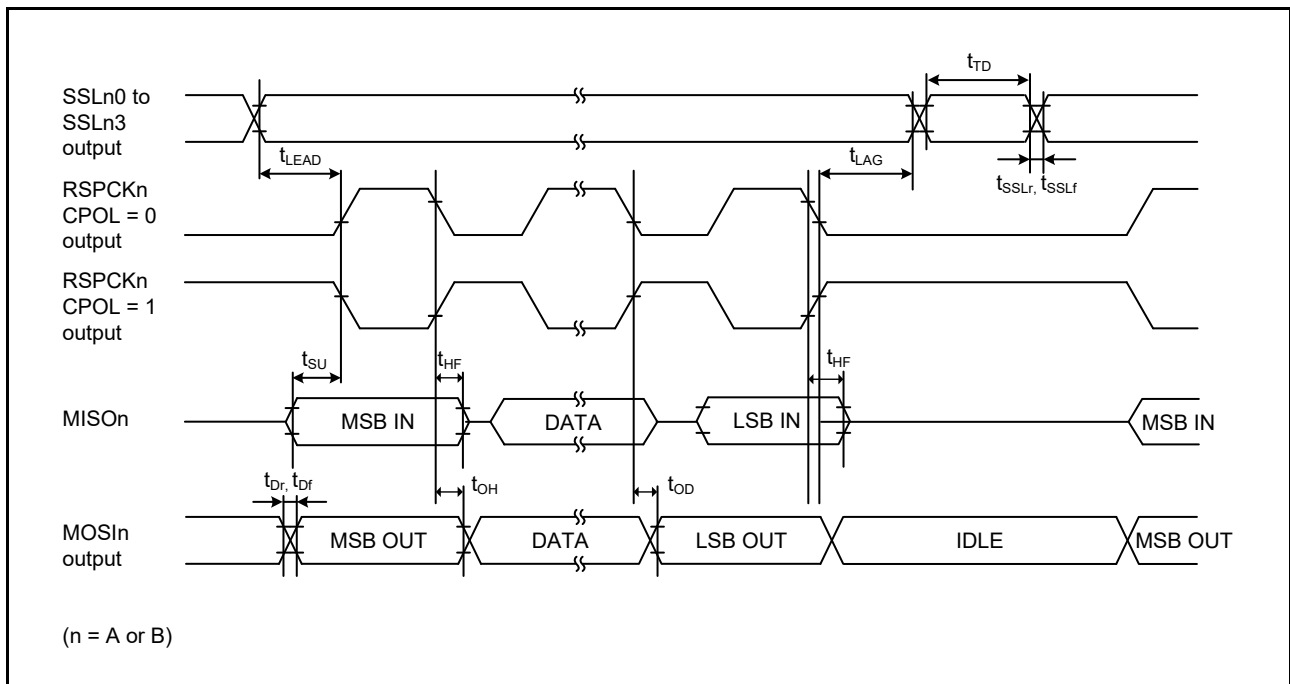 tTD
SSLn0 to
SSLn3
output
tLEAD
tLAG
tSSLr, tSSLf
RSPCKn
CPOL = 0
output
RSPCKn
CPOL = 1
output
tSU
tHF
tHF
MISOn
MSB IN
DATA
LSB IN
MSB IN
tDr, tDf
tOH
tOD
MOSIn
output
MSB OUT
DATA
LSB OUT
IDLE
MSB OUT
(n = A or B)